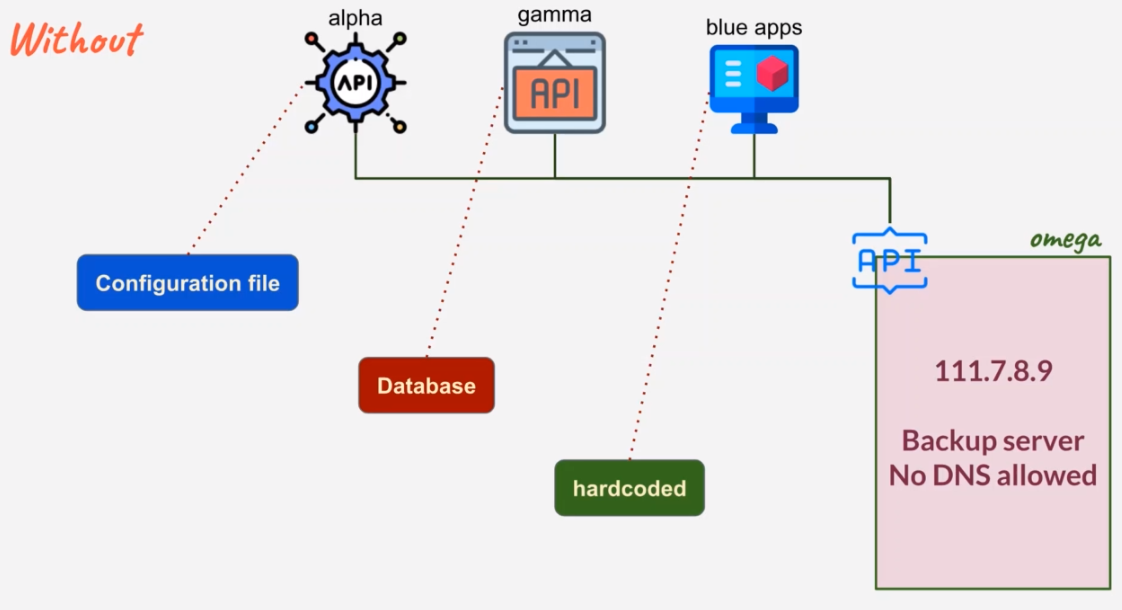 Without
alpha
gamma
blue apps
API
API
API
omega
Configuration file
111.7.8.9
Database
Backup server
No DNS allowed
hardcoded